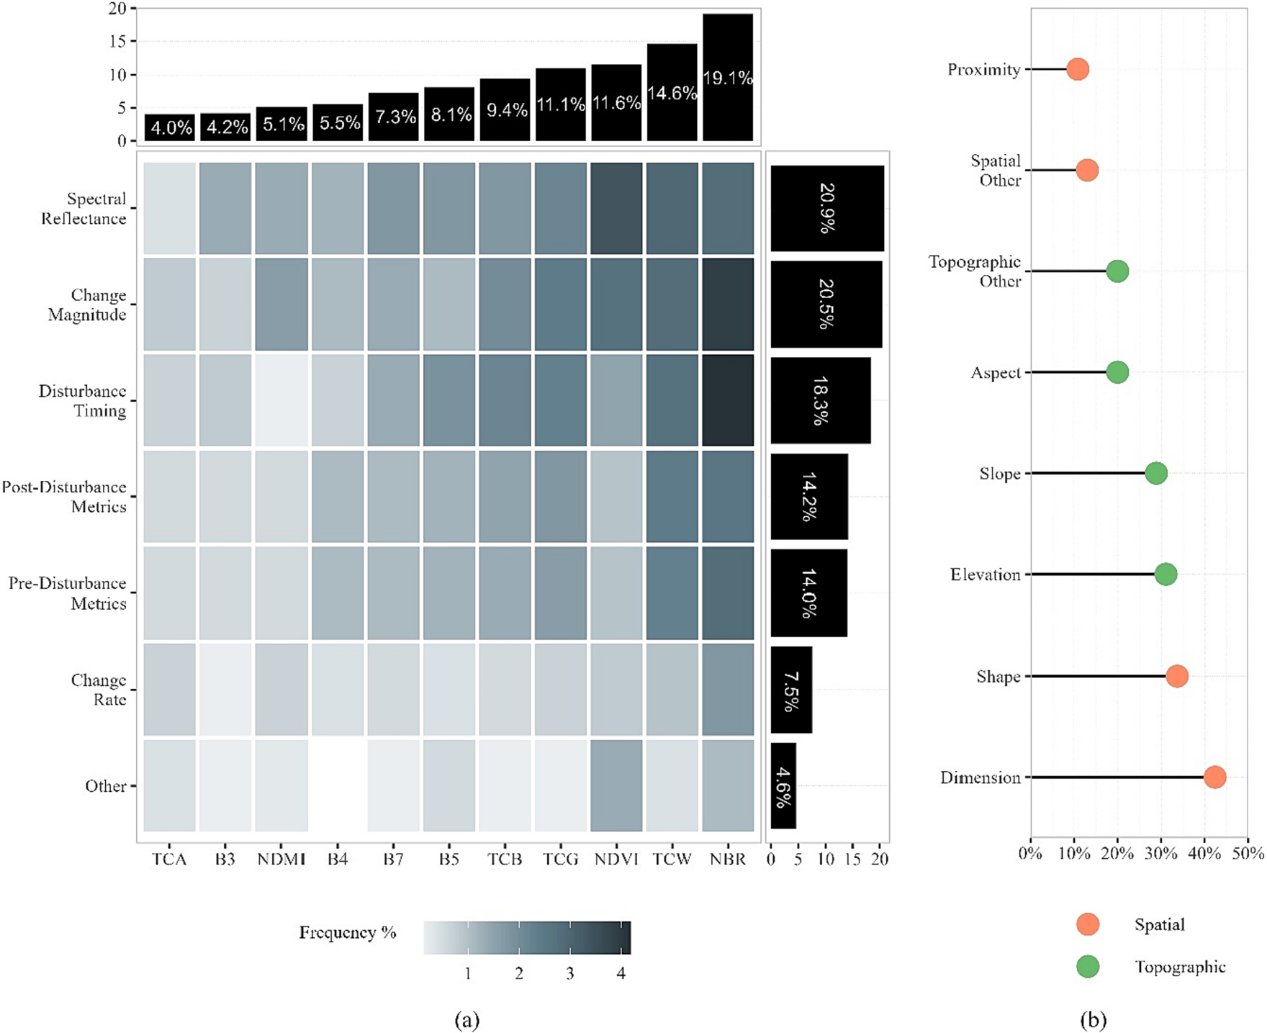 20
15
10
5
0
4.0%
4.2%
5.1%
5.5%
7.3%
8.1%
9.4%
11.1%
11.6%
14.6%
19.1%
Spectral
Reflectance
Change
Magnitude
Disturbance
Timing
Post-Disturbance
Metrics
Pre-Disturbance
Metrics
Change
Rate
Other
20.9%
20.5%
18.3%
14.2%
14.0%
7.5%
4.6%
TCA B3 NDMI B4 B7 B5 TCB TCG NDVI TCW NBR
0 5 10 15 20
Frequency %
1 2 3 4
(a)
Proximity
Spatial
Other
Topographic
Other
Aspect
Slope
Elevation
Shape
Dimension
0% 10% 20% 30% 40% 50%
Spatial
Topographic
(b)